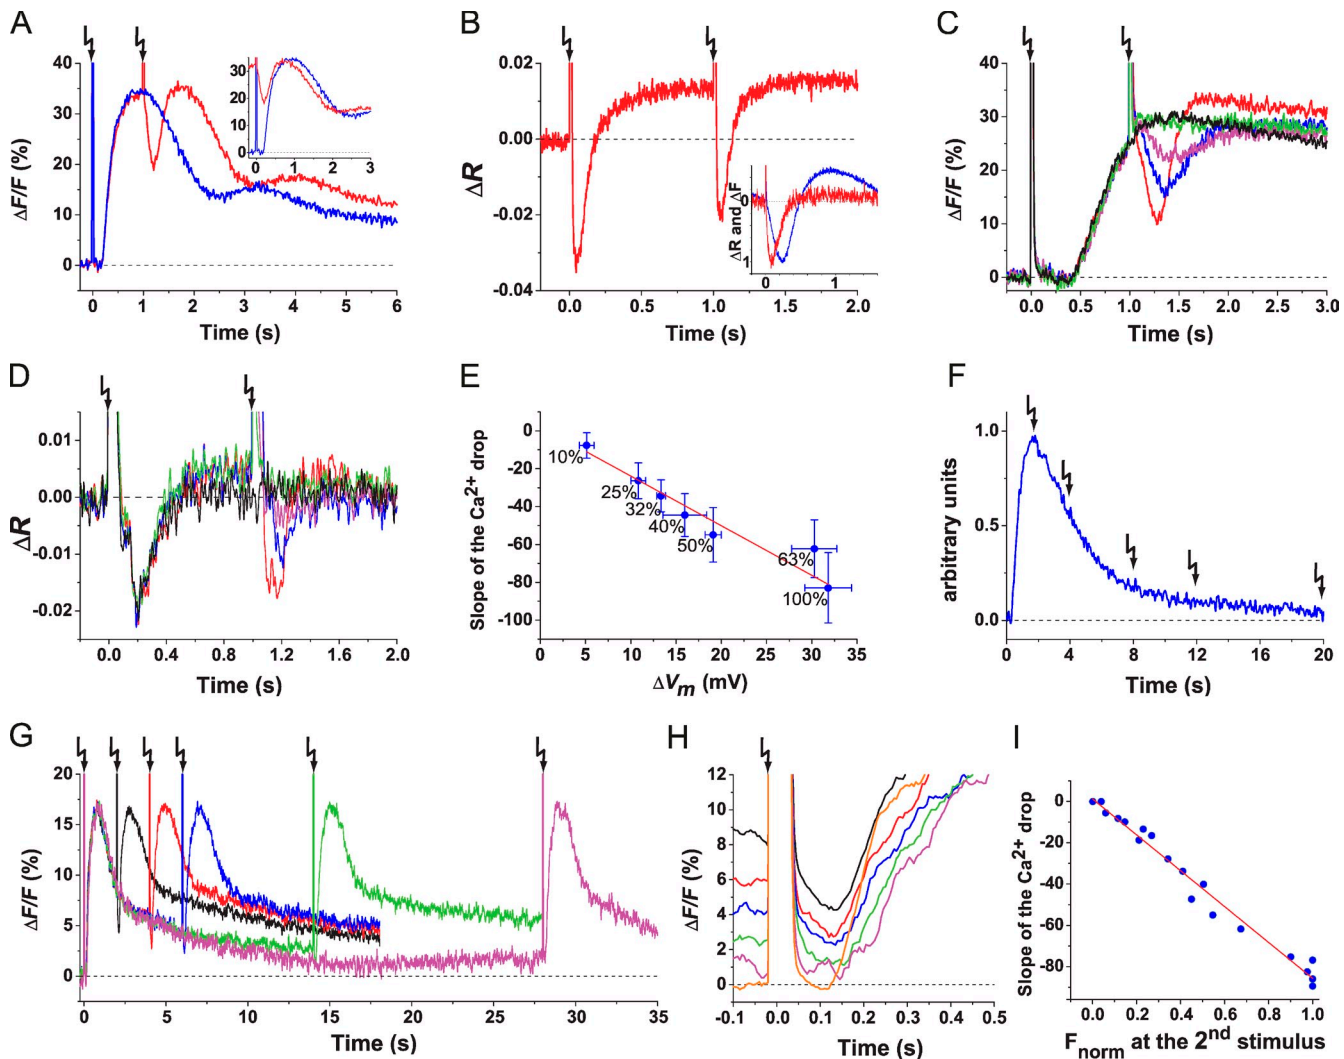 A
B
C
40
35
30
25
20
15
10
5
0
ΔF/F (%)
0 1 2 3 4 5 6
Time (s)
30
20
10
0
0 1 2 3
0.02
0.00
-0.02
-0.04
ΔR
0.0 0.5 1.0 1.5 2.0
Time (s)
ΔR and ΔF
0
1
0 1
40
30
20
10
0
ΔF/F (%)
0.0 0.5 1.0 1.5 2.0 2.5 3.0
Time (s)
D
E
F
0.01
0.00
-0.01
-0.02
ΔR
0.0 0.4 0.8 1.2 1.6 2.0
Time (s)
Slope of the Ca2+ drop
0
-20
-40
-60
-80
-100
10%
25%
32%
40%
50%
63%
100%
0 5 10 15 20 25 30 35
ΔVm (mV)
arbitrary units
1.0
0.5
0.0
0 4 8 12 16 20
Time (s)
G
H
I
20
15
10
5
0
ΔF/F (%)
0 5 10 15 20 25 30 35
Time (s)
12
10
8
6
4
2
0
ΔF/F (%)
-0.1 0.0 0.1 0.2 0.3 0.4 0.5
Time (s)
Slope of the Ca2+ drop
0
-20
-40
-60
-80
0.0 0.2 0.4 0.6 0.8 1.0
Fnorm at the 2nd stimulus